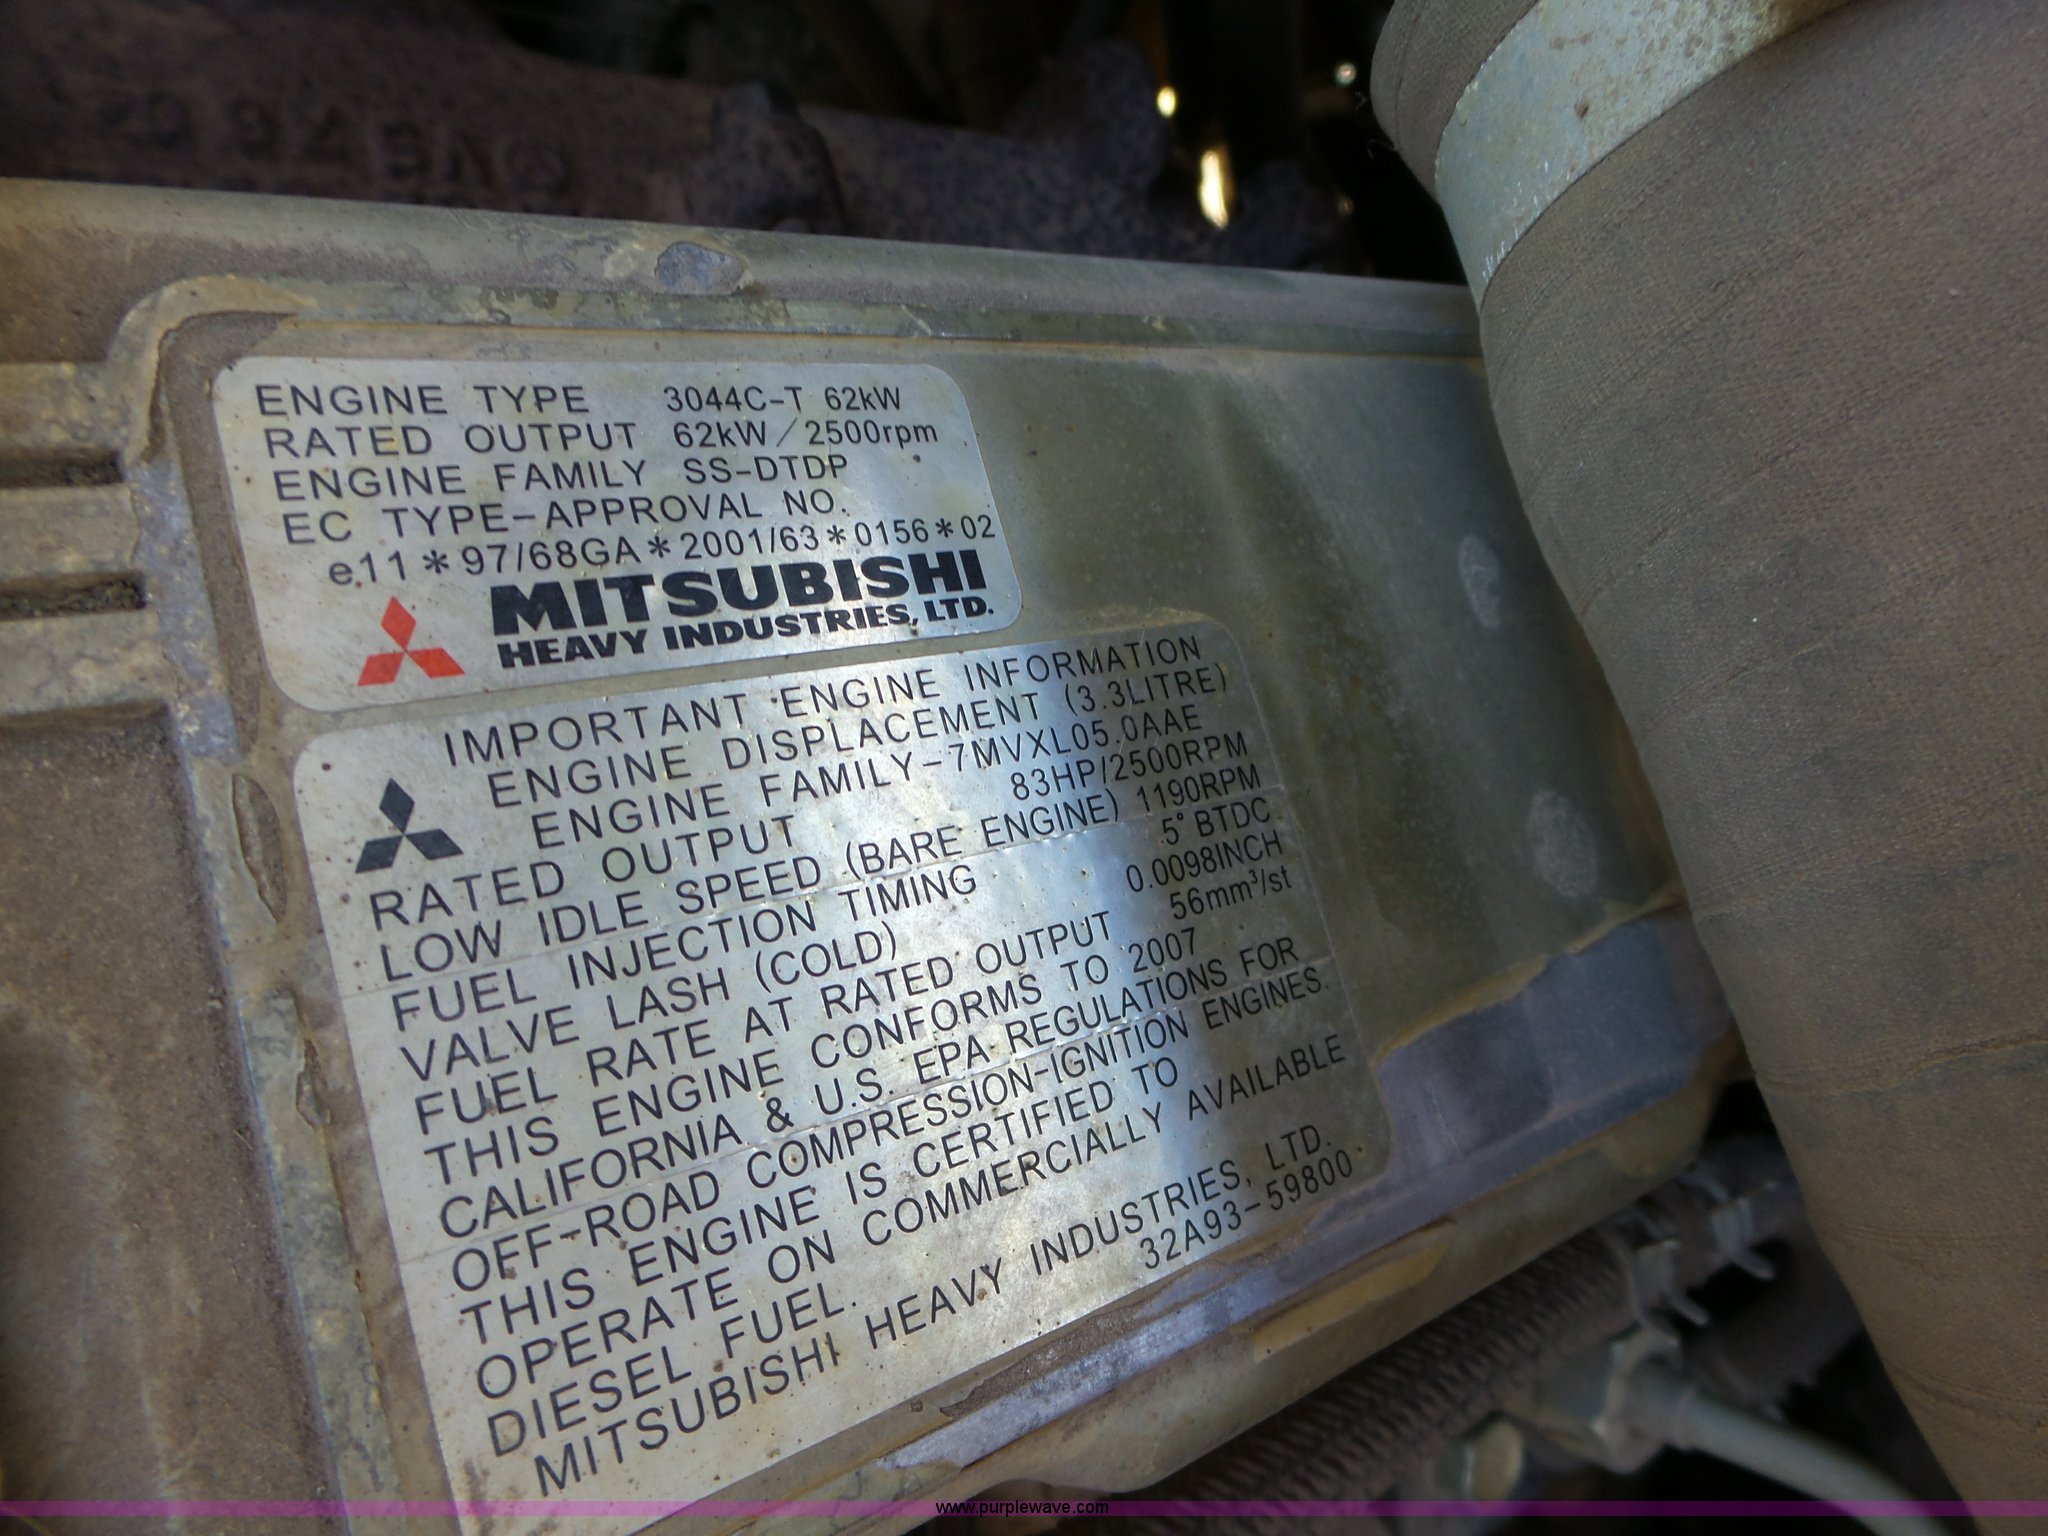 ENGINE TYPE 3044C-T 62kW
RATED OUTPUT 62kW/2500rpm
ENGINE FAMILY SS-DTDP
EC TYPE-APPROVAL NO.
e11*97/68GA*2001/63*0156*02
MITSUBISHI
HEAVY INDUSTRIES, LTD.
IMPORTANT ENGINE INFORMATION
ENGINE DISPLACEMENT (3.3LITRE)
ENGINE FAMILY-7MVXL05.0AAE
RATED OUTPUT 83HP/2500RPM
LOW IDLE SPEED (BARE ENGINE) 1190RPM
FUEL INJECTION TIMING 5° BTDC
VALVE LASH (COLD) 0.0098INCH
FUEL RATE AT RATED OUTPUT 56mm³/st
THIS ENGINE CONFORMS TO 2007
CALIFORNIA & U.S. EPA REGULATIONS FOR
OFF-ROAD COMPRESSION-IGNITION ENGINES.
THIS ENGINE IS CERTIFIED TO
OPERATE ON COMMERCIALLY AVAILABLE
DIESEL FUEL.
MITSUBISHI HEAVY INDUSTRIES, LTD.
32A93-59800
www.purplewave.com